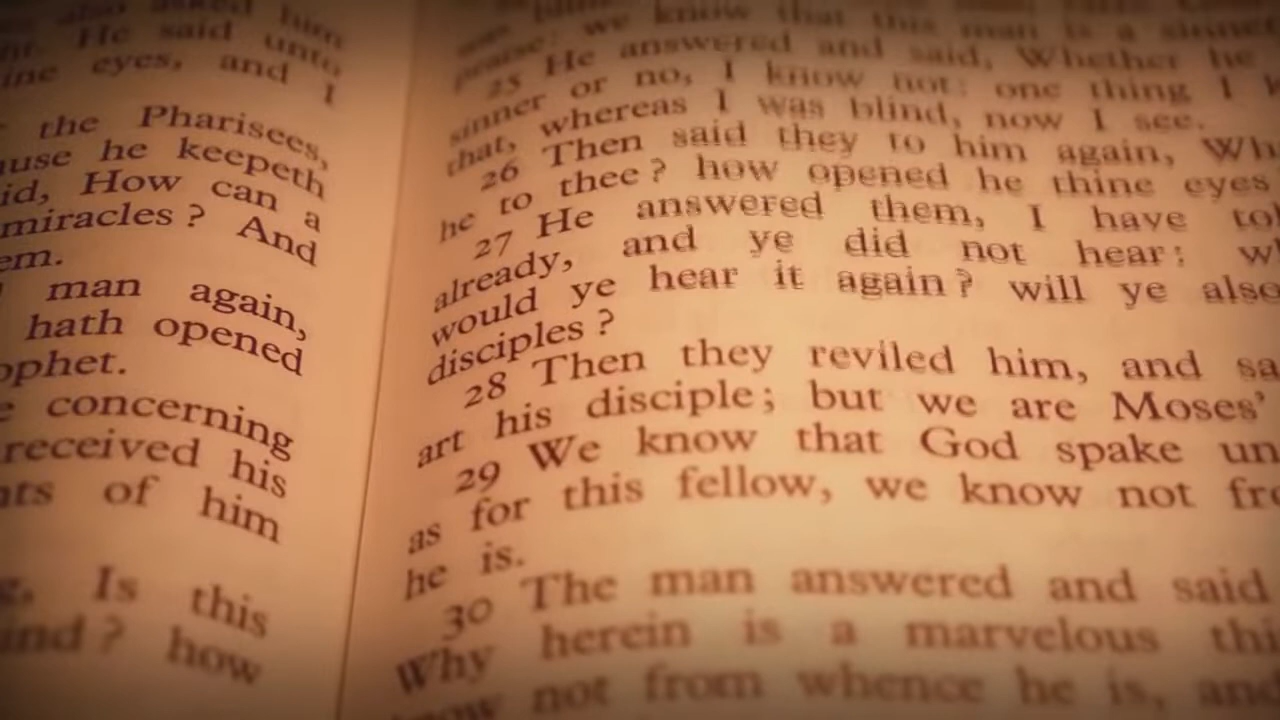 also asked him
He said unto
ine eyes, and I
the Pharisees,
ause he keepeth
id, How can a
miracles? And
em.
man again,
hath opened
ophet.
concerning
received his
nts of him
Is this
ind? how
we know that this man is a sinner
25 He answered and said, Whether he
sinner or no, I know not: one thing I k
that, whereas I was blind, now I see.
26 Then said they to him again, Wh
he to thee? how opened he thine eyes
27 He answered them, I have tol
already, and ye did not hear: w
would ye hear it again? will ye also
disciples?
28 Then they reviled him, and sa
art his disciple; but we are Moses'
29 We know that God spake un
as for this fellow, we know not fro
he is.
30 The man answered and said
Why herein is a marvelous thi
know not from whence he is, and